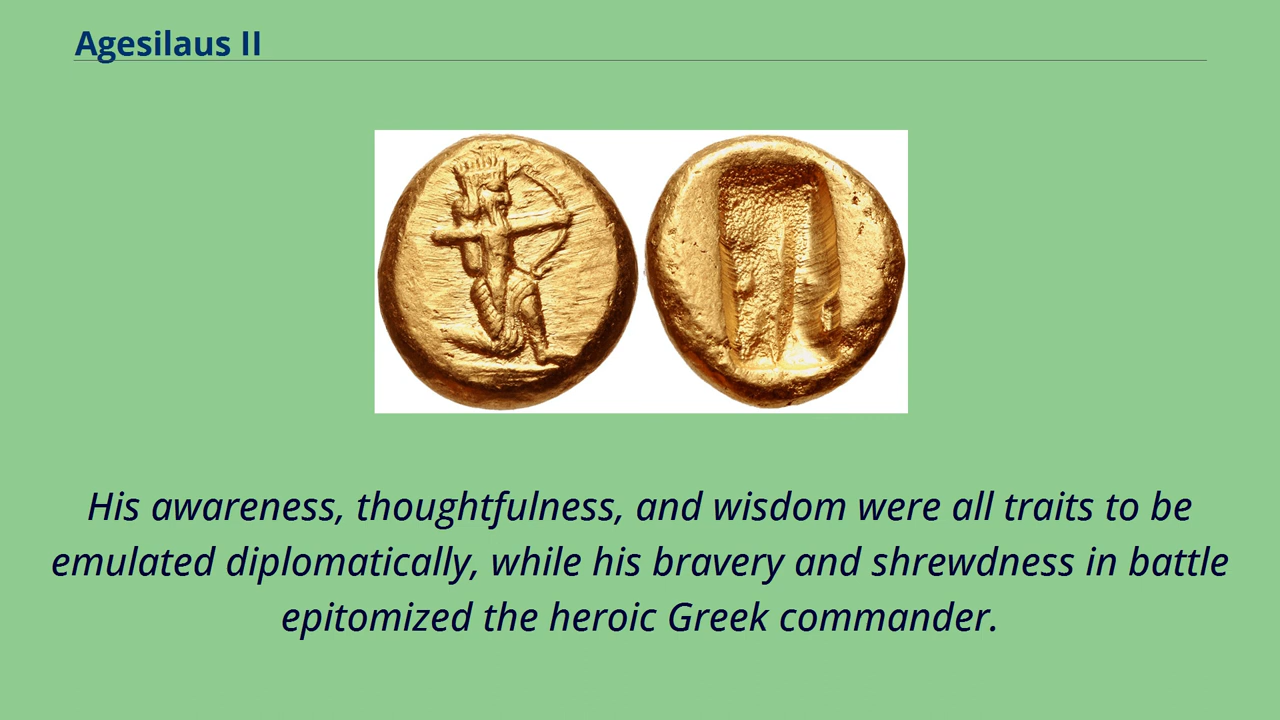 Agesilaus II
His awareness, thoughtfulness, and wisdom were all traits to be
emulated diplomatically, while his bravery and shrewdness in battle
epitomized the heroic Greek commander.